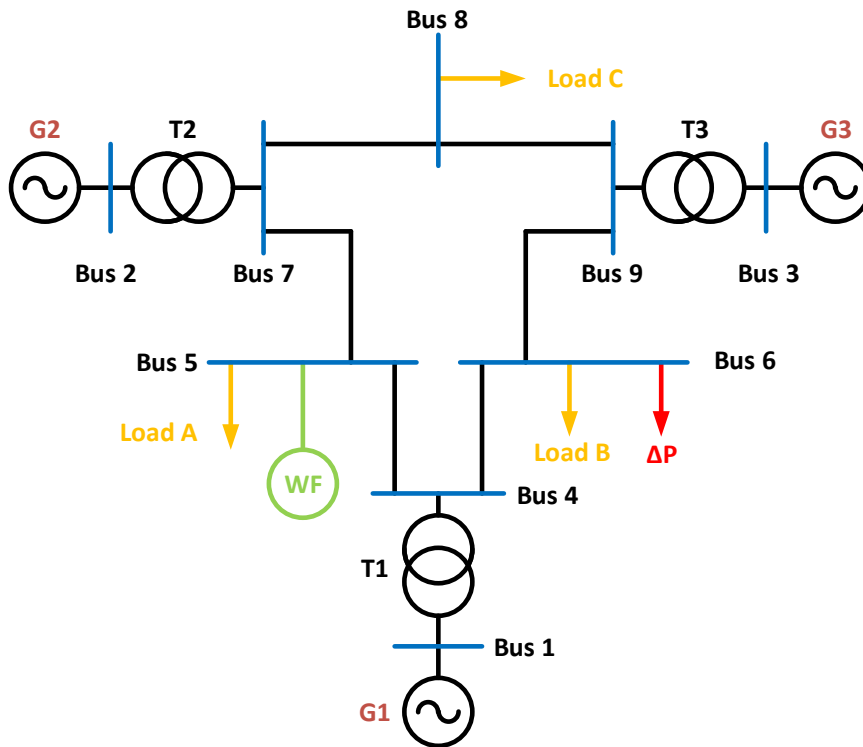 Bus 8
Load C
G2
T2
T3
G3
Bus 2
Bus 7
Bus 9
Bus 3
Bus 5
Bus 6
Load A
WF
Load B
ΔP
Bus 4
T1
Bus 1
G1